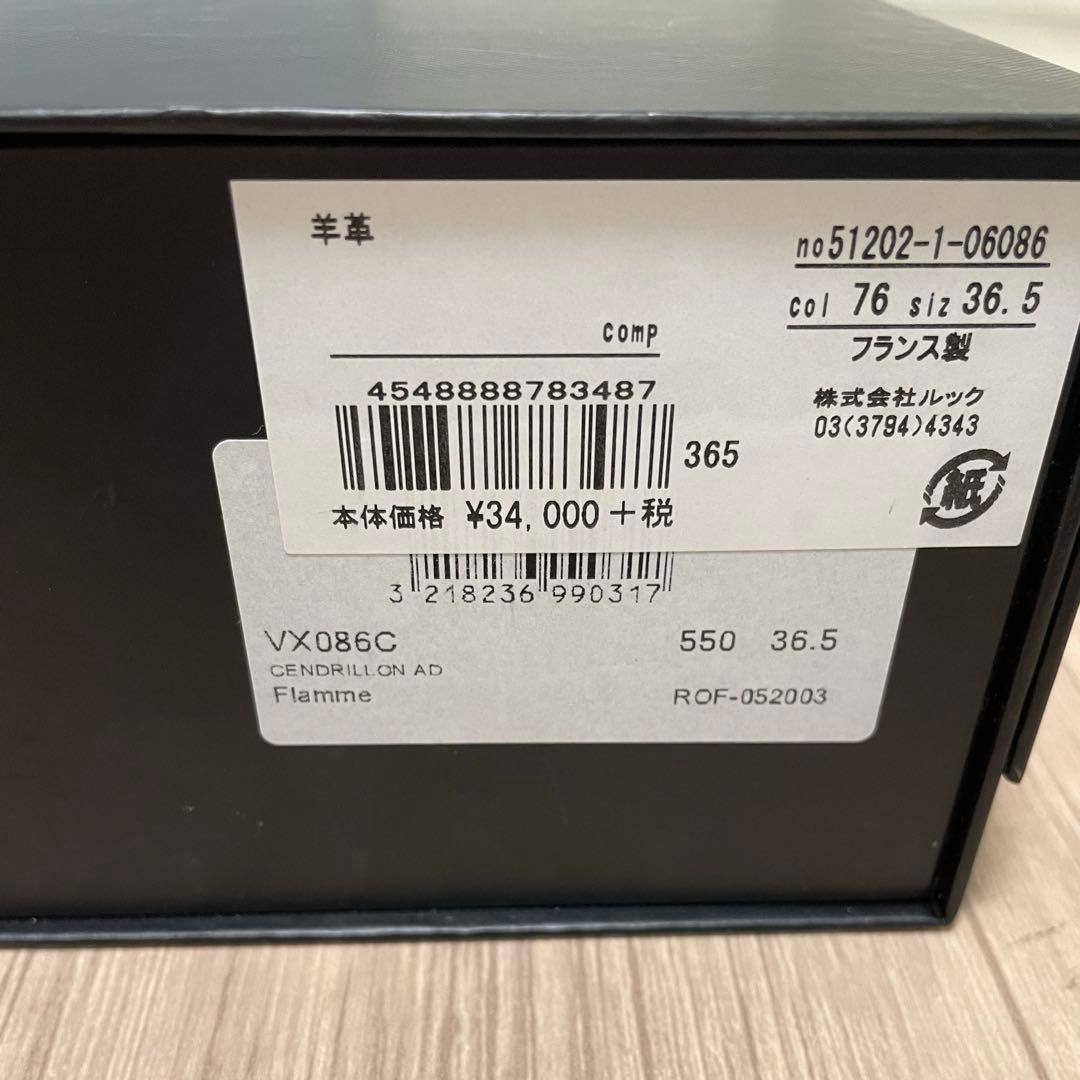 羊革
no51202-1-06086
col 76 siz 36.5
フランス製
comp
4548888783487
株式会社ルック
03(3794)4343
365
紙
本体価格 ¥34,000+税
3 218236 990317
VX086C 550 36.5
CENDRILLON AD
Flamme ROF-052003